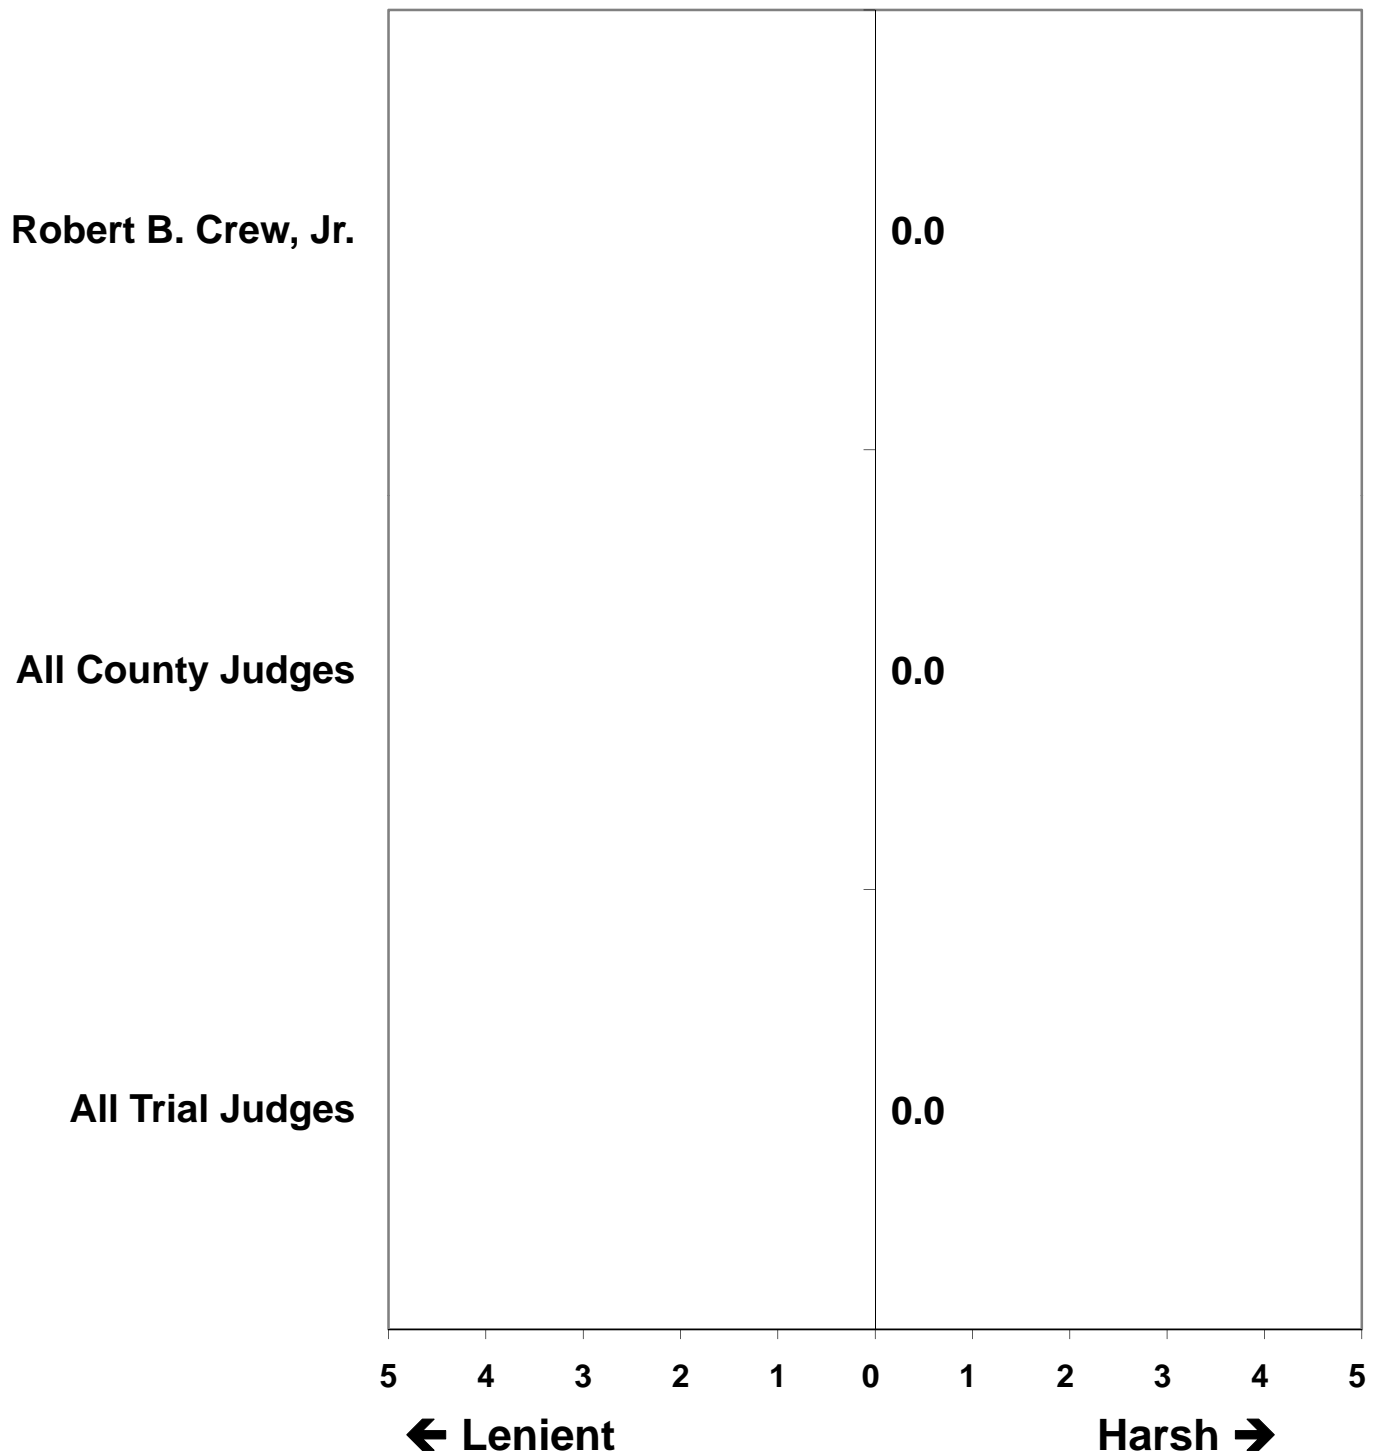 Robert B. Crew, Jr. 0.0
All County Judges 0.0
All Trial Judges 0.0
5 4 3 2 1 0 1 2 3 4 5
🡸 Lenient Harsh 🡺